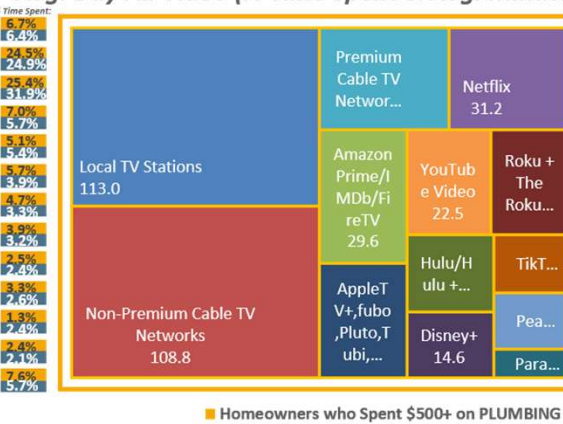 Time Spent:
6.7%
6.4%
24.5%
24.9%
25.4%
31.9%
7.0%
5.7%
5.1%
5.4%
5.7%
3.9%
4.7%
3.3%
3.9%
3.2%
2.5%
2.4%
3.3%
2.6%
1.3%
2.4%
2.4%
2.1%
7.6%
5.7%
Local TV Stations
113.0
Non-Premium Cable TV
Networks
108.8
Premium
Cable TV
Networ...
Netflix
31.2
Amazon
Prime/I
MDb/Fi
reTV
29.6
YouTub
e Video
22.5
Roku +
The
Roku...
AppleT
V+,fubo
,Pluto,T
ubi,...
Hulu/H
ulu +...
Disney+
14.6
TikT...
Pea...
Para...
Homeowners who Spent $500+ on PLUMBING